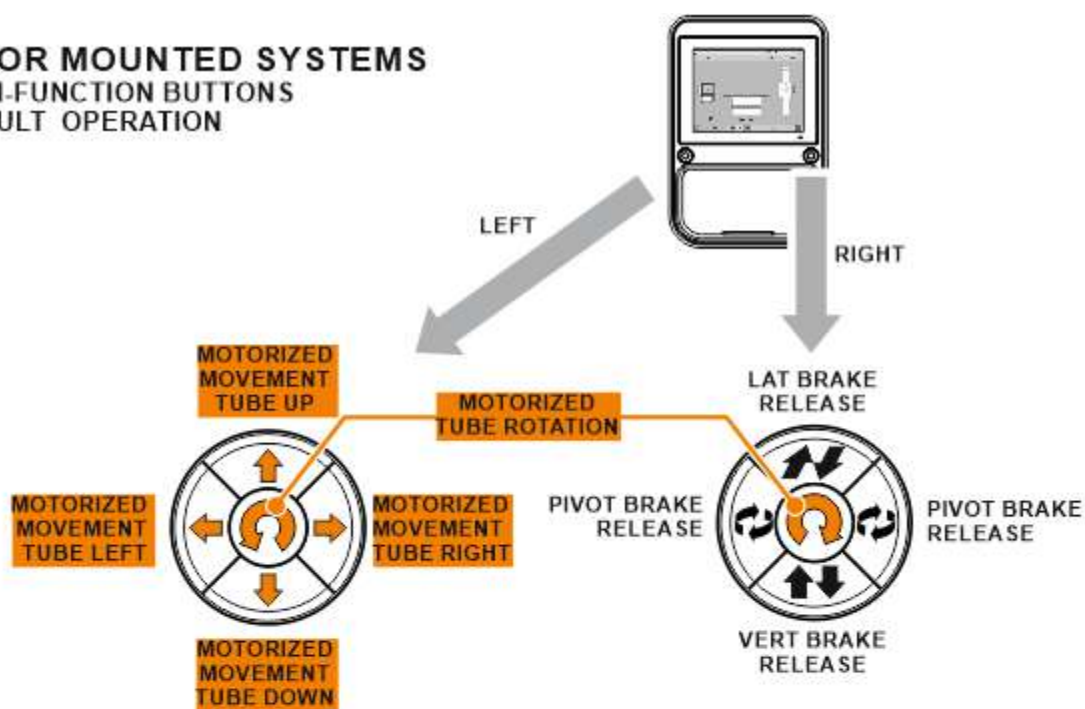 OR MOUNTED SYSTEMS
I-FUNCTION BUTTONS
ULT OPERATION
LEFT
RIGHT
MOTORIZED
MOVEMENT
TUBE UP
MOTORIZED
TUBE ROTATION
LAT BRAKE
RELEASE
MOTORIZED
MOVEMENT
TUBE LEFT
MOTORIZED
MOVEMENT
TUBE RIGHT
PIVOT BRAKE
RELEASE
PIVOT BRAKE
RELEASE
MOTORIZED
MOVEMENT
TUBE DOWN
VERT BRAKE
RELEASE